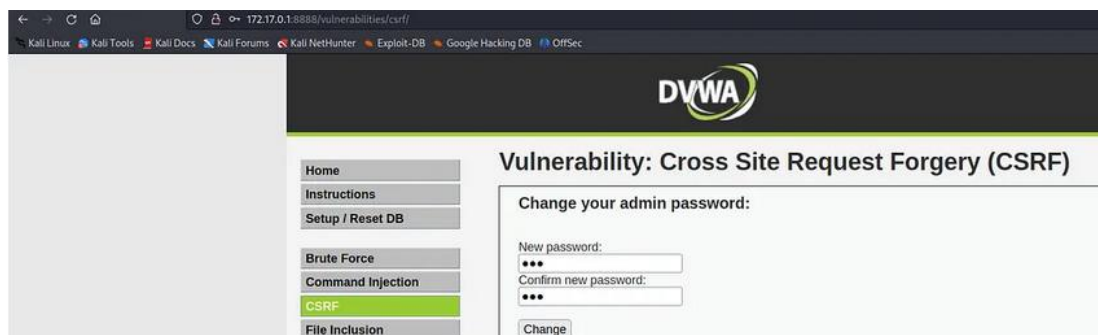 172.17.0.1:8888/vulnerabilities/csrf/
Kali Linux Kali Tools Kali Docs Kali Forums Kali NetHunter Exploit-DB Google Hacking DB OffSec
DVWA
Vulnerability: Cross Site Request Forgery (CSRF)
Home
Instructions
Setup / Reset DB
Brute Force
Command Injection
CSRF
File Inclusion
Change your admin password:
New password:
•••
Confirm new password:
•••
Change